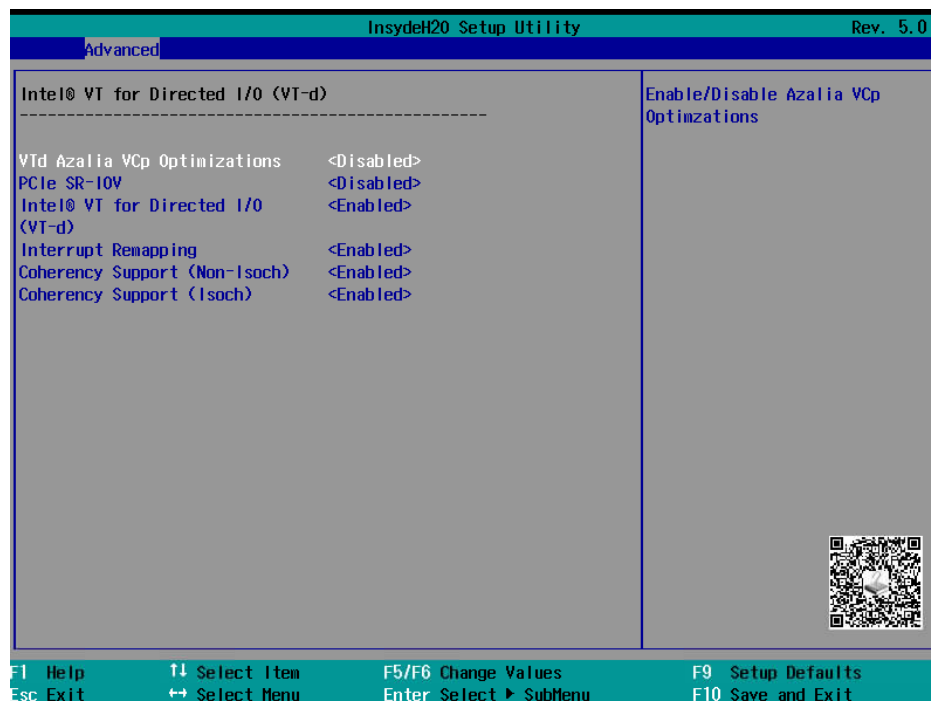 InsydeH20 Setup Utility Rev. 5.0
Advanced
Intel® VT for Directed I/O (VT-d)
--------------------------------------------------
VTd Azalia VCp Optimizations <Disabled>
PCIe SR-IOV <Disabled>
Intel® VT for Directed I/O <Enabled>
(VT-d)
Interrupt Remapping <Enabled>
Coherency Support (Non-Isoch) <Enabled>
Coherency Support (Isoch) <Enabled>
Enable/Disable Azalia VCp
Optimzations
F1 Help ↑↓ Select Item F5/F6 Change Values F9 Setup Defaults
Esc Exit ↔ Select Menu Enter Select ▶ SubMenu F10 Save and Exit